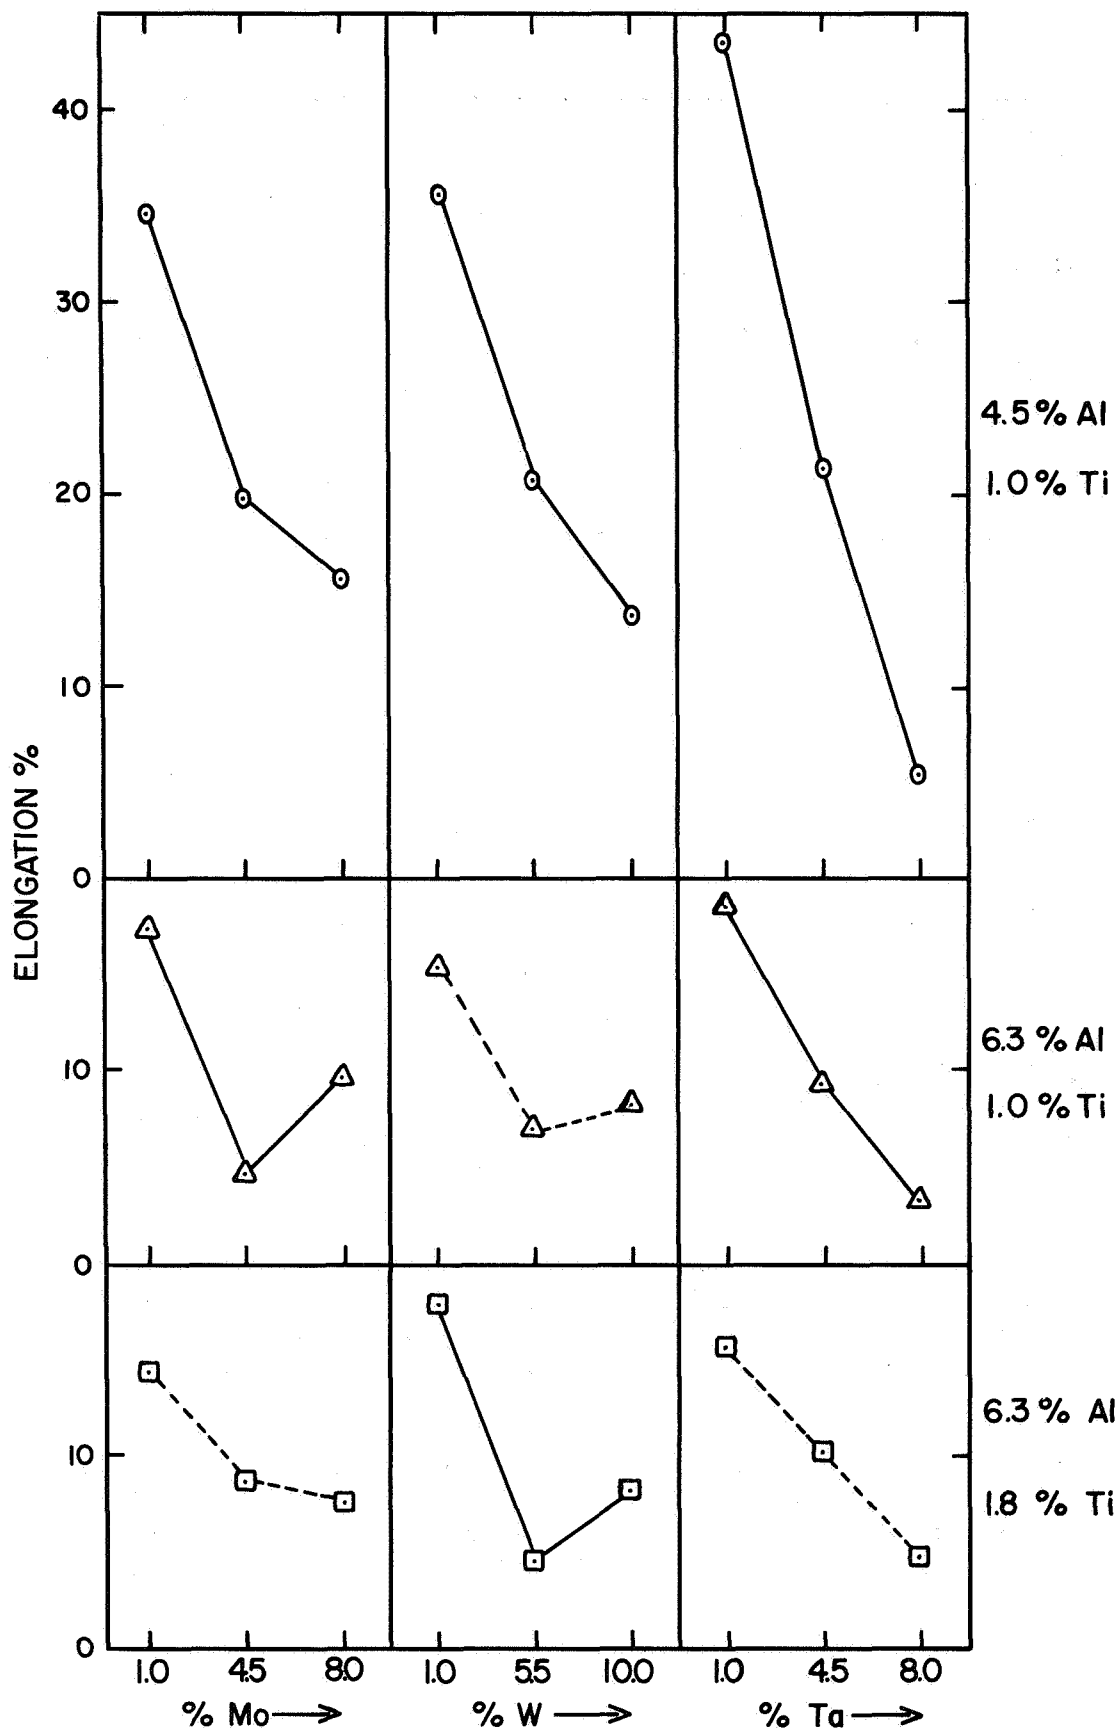 40
30
20
10
0
10
0
10
0
ELONGATION %
4.5% Al
1.0% Ti
6.3 % Al
1.0 % Ti
6.3 % Al
1.8 % Ti
1.0 4.5 8.0 1.0 5.5 10.0 1.0 4.5 8.0
% Mo → % W → % Ta →